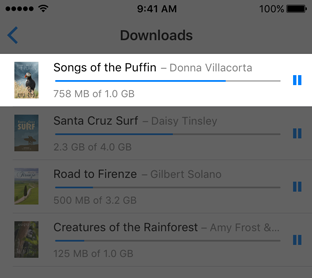 9:41 AM 100%
Downloads
Songs of the Puffin – Donna Villacorta
758 MB of 1.0 GB
Santa Cruz Surf – Daisy Tinsley
2.3 GB of 4.0 GB
Road to Firenze – Gilbert Solano
500 MB of 3.2 GB
Creatures of the Rainforest – Amy Frost &...
125 MB of 1.0 GB